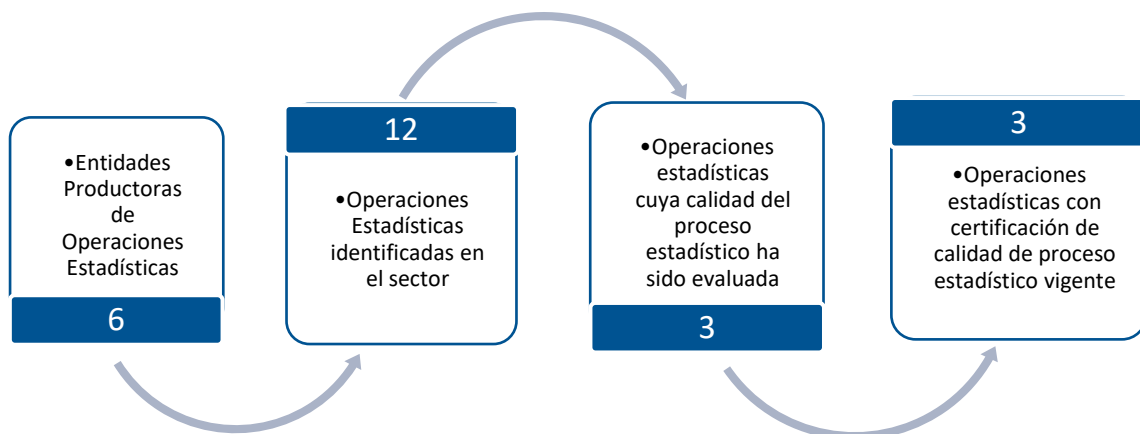 •Entidades
Productoras
de
Operaciones
Estadísticas
6
12
•Operaciones
Estadísticas
identificadas en
el sector
•Operaciones
estadísticas
cuya calidad del
proceso
estadístico ha
sido evaluada
3
3
•Operaciones
estadísticas con
certificación de
calidad de proceso
estadístico vigente